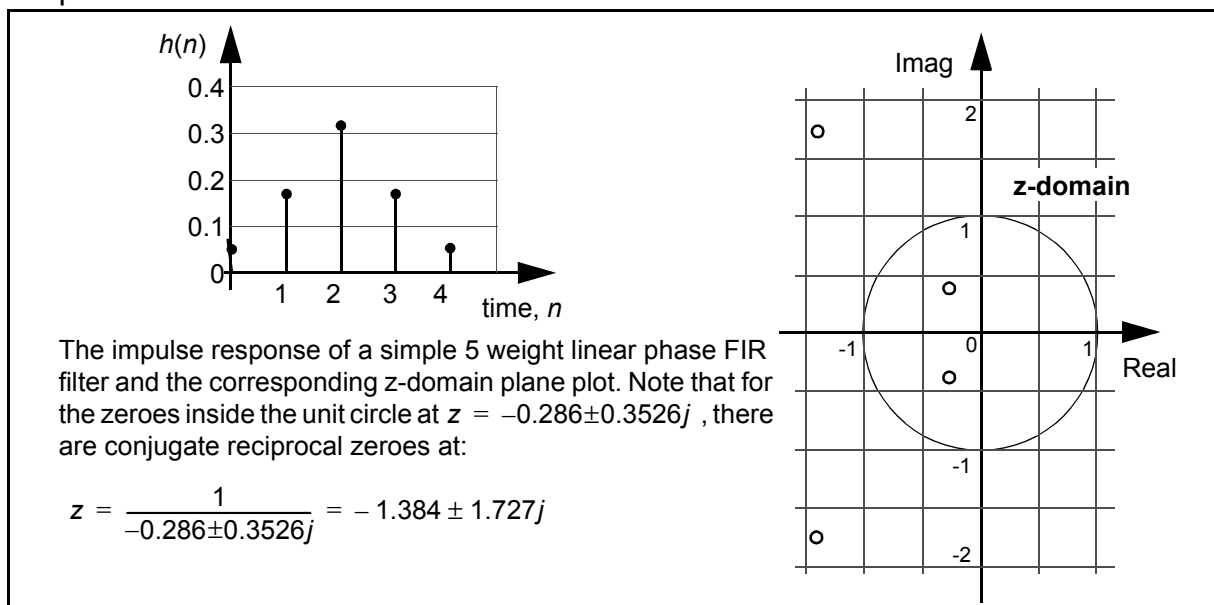 h(n)
0.4
0.3
0.2
0.1
0
1 2 3 4
time, n
The impulse response of a simple 5 weight linear phase FIR
filter and the corresponding z-domain plane plot. Note that for
the zeroes inside the unit circle at z = –0.286±0.3526j , there
are conjugate reciprocal zeroes at:
z = 1 / –0.286±0.3526j = – 1.384 ± 1.727j
Imag
2
z-domain
1
-1 0 1
Real
-1
-2